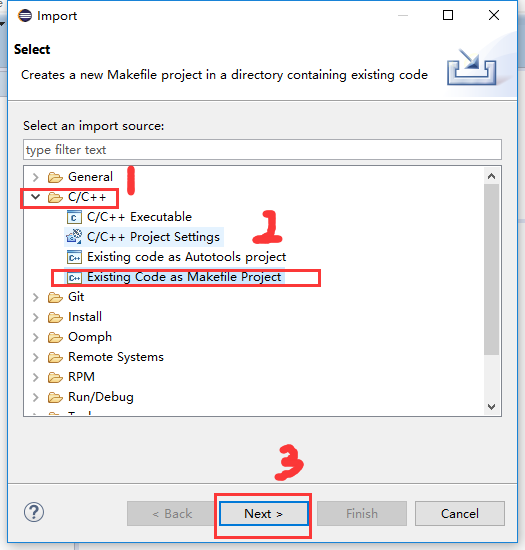 Import
Select
Creates a new Makefile project in a directory containing existing code
Select an import source:
type filter text
General
1
C/C++
C/C++ Executable
C/C++ Project Settings
2
Existing code as Autotools project
Existing Code as Makefile Project
Git
Install
Oomph
Remote Systems
RPM
Run/Debug
3
? < Back Next > Finish Cancel